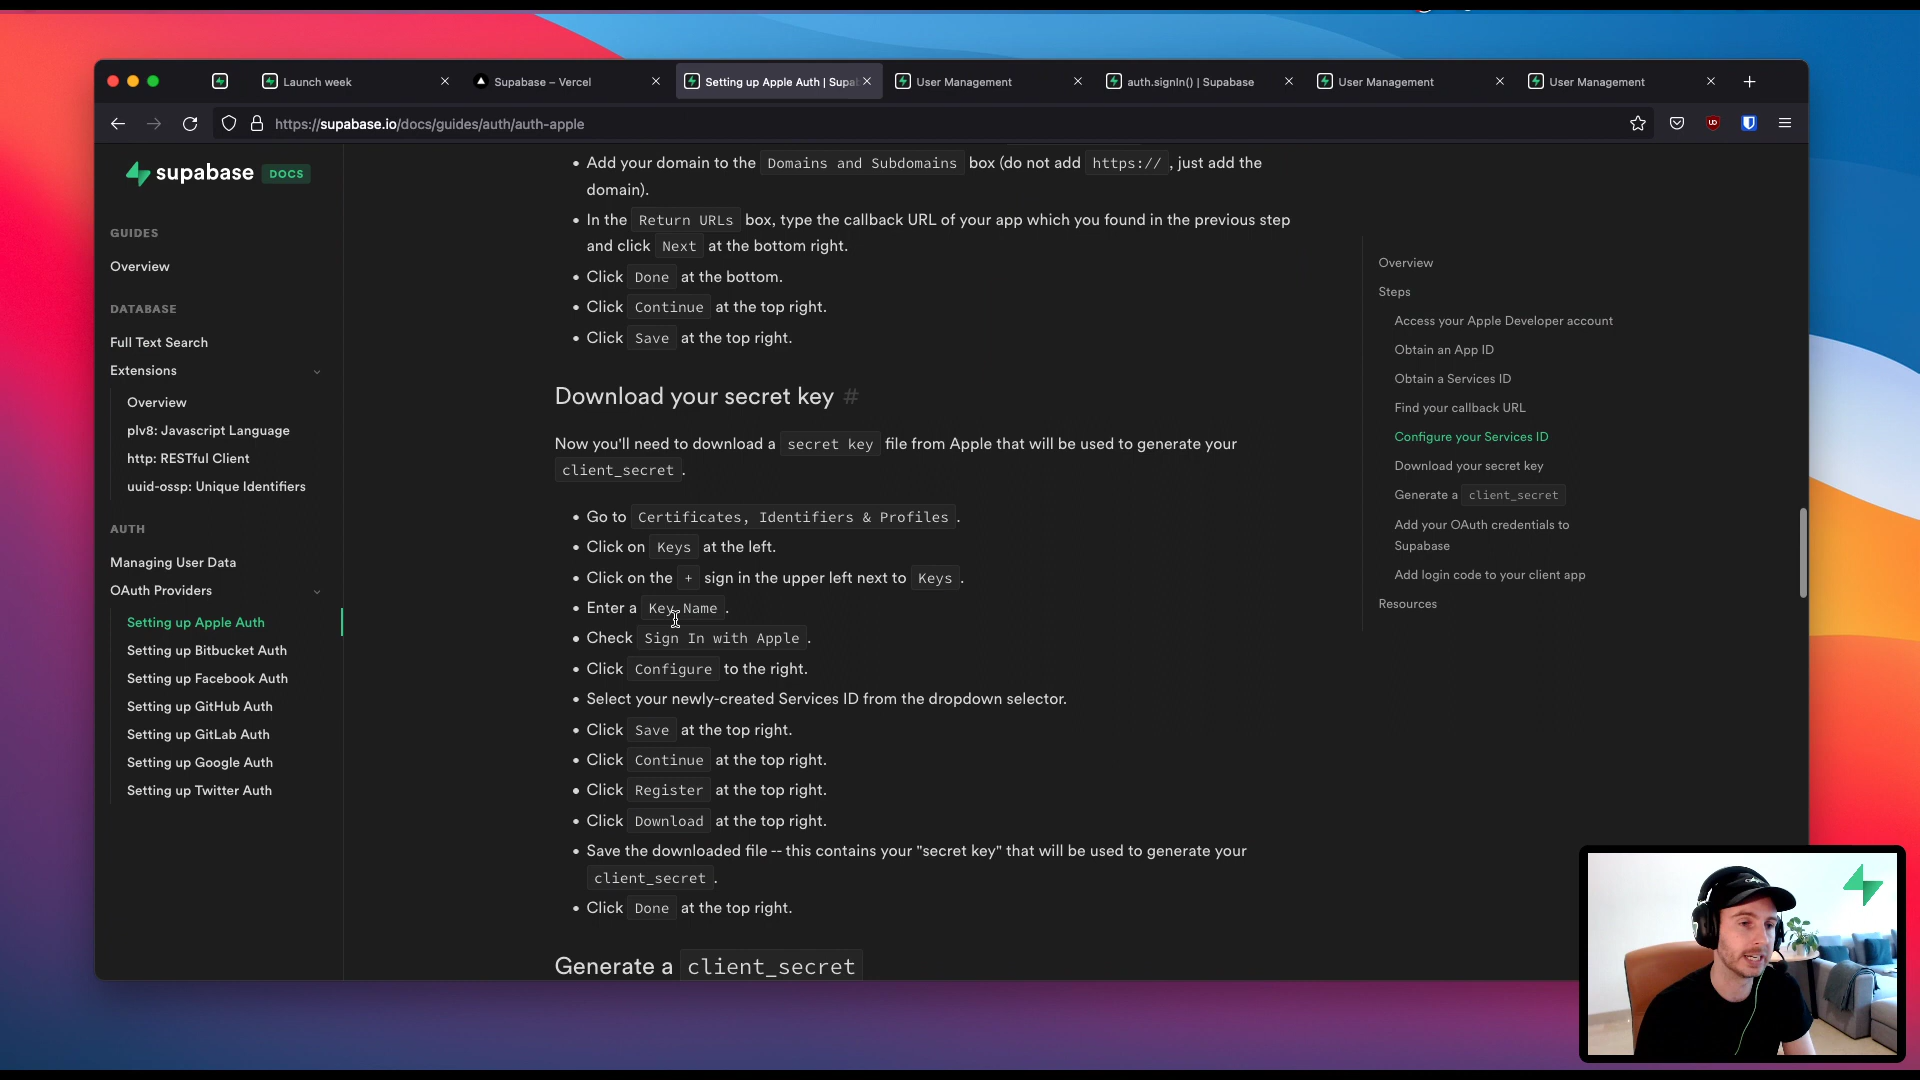 Launch week
Supabase – Vercel
Setting up Apple Auth | Supa
User Management
auth.signIn() | Supabase
User Management
User Management
https://supabase.io/docs/guides/auth/auth-apple
supabase DOCS
GUIDES
Overview
DATABASE
Full Text Search
Extensions
Overview
plv8: Javascript Language
http: RESTful Client
uuid-ossp: Unique Identifiers
AUTH
Managing User Data
OAuth Providers
Setting up Apple Auth
Setting up Bitbucket Auth
Setting up Facebook Auth
Setting up GitHub Auth
Setting up GitLab Auth
Setting up Google Auth
Setting up Twitter Auth
• Add your domain to the Domains and Subdomains box (do not add https://, just add the
domain).
• In the Return URLs box, type the callback URL of your app which you found in the previous step
and click Next at the bottom right.
• Click Done at the bottom.
• Click Continue at the top right.
• Click Save at the top right.
Download your secret key #
Now you'll need to download a secret key file from Apple that will be used to generate your
client_secret.
• Go to Certificates, Identifiers & Profiles.
• Click on Keys at the left.
• Click on the + sign in the upper left next to Keys.
• Enter a Key Name.
• Check Sign In with Apple.
• Click Configure to the right.
• Select your newly-created Services ID from the dropdown selector.
• Click Save at the top right.
• Click Continue at the top right.
• Click Register at the top right.
• Click Download at the top right.
• Save the downloaded file -- this contains your "secret key" that will be used to generate your
client_secret.
• Click Done at the top right.
Generate a client_secret
Overview
Steps
Access your Apple Developer account
Obtain an App ID
Obtain a Services ID
Find your callback URL
Configure your Services ID
Download your secret key
Generate a client_secret
Add your OAuth credentials to
Supabase
Add login code to your client app
Resources